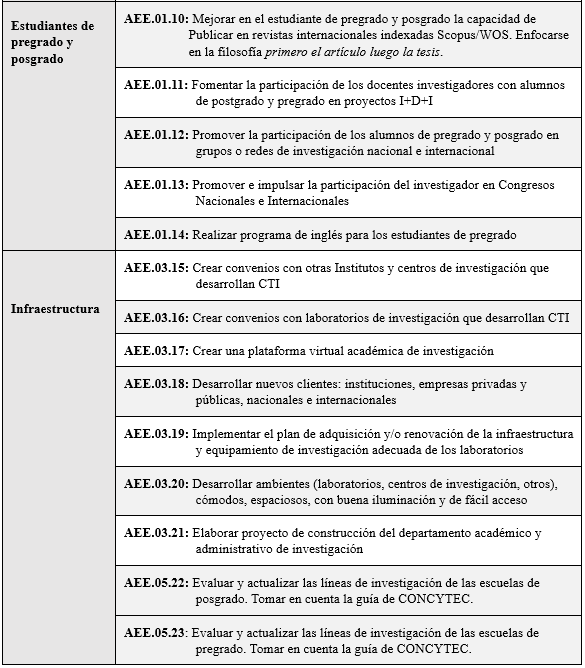 Estudiantes de
pregrado y
posgrado
AEE.01.10: Mejorar en el estudiante de pregrado y posgrado la capacidad de
Publicar en revistas internacionales indexadas Scopus/WOS. Enfocarse
en la filosofía primero el artículo luego la tesis.
AEE.01.11: Fomentar la participación de los docentes investigadores con alumnos
de postgrado y pregrado en proyectos I+D+I
AEE.01.12: Promover la participación de los alumnos de pregrado y posgrado en
grupos o redes de investigación nacional e internacional
AEE.01.13: Promover e impulsar la participación del investigador en Congresos
Nacionales e Internacionales
AEE.01.14: Realizar programa de inglés para los estudiantes de pregrado
Infraestructura
AEE.03.15: Crear convenios con otras Institutos y centros de investigación que
desarrollan CTI
AEE.03.16: Crear convenios con laboratorios de investigación que desarrollan CTI
AEE.03.17: Crear una plataforma virtual académica de investigación
AEE.03.18: Desarrollar nuevos clientes: instituciones, empresas privadas y
públicas, nacionales e internacionales
AEE.03.19: Implementar el plan de adquisición y/o renovación de la infraestructura
y equipamiento de investigación adecuada de los laboratorios
AEE.03.20: Desarrollar ambientes (laboratorios, centros de investigación, otros),
cómodos, espaciosos, con buena iluminación y de fácil acceso
AEE.03.21: Elaborar proyecto de construcción del departamento académico y
administrativo de investigación
AEE.05.22: Evaluar y actualizar las líneas de investigación de las escuelas de
posgrado. Tomar en cuenta la guía de CONCYTEC.
AEE.05.23: Evaluar y actualizar las líneas de investigación de las escuelas de
pregrado. Tomar en cuenta la guía de CONCYTEC.